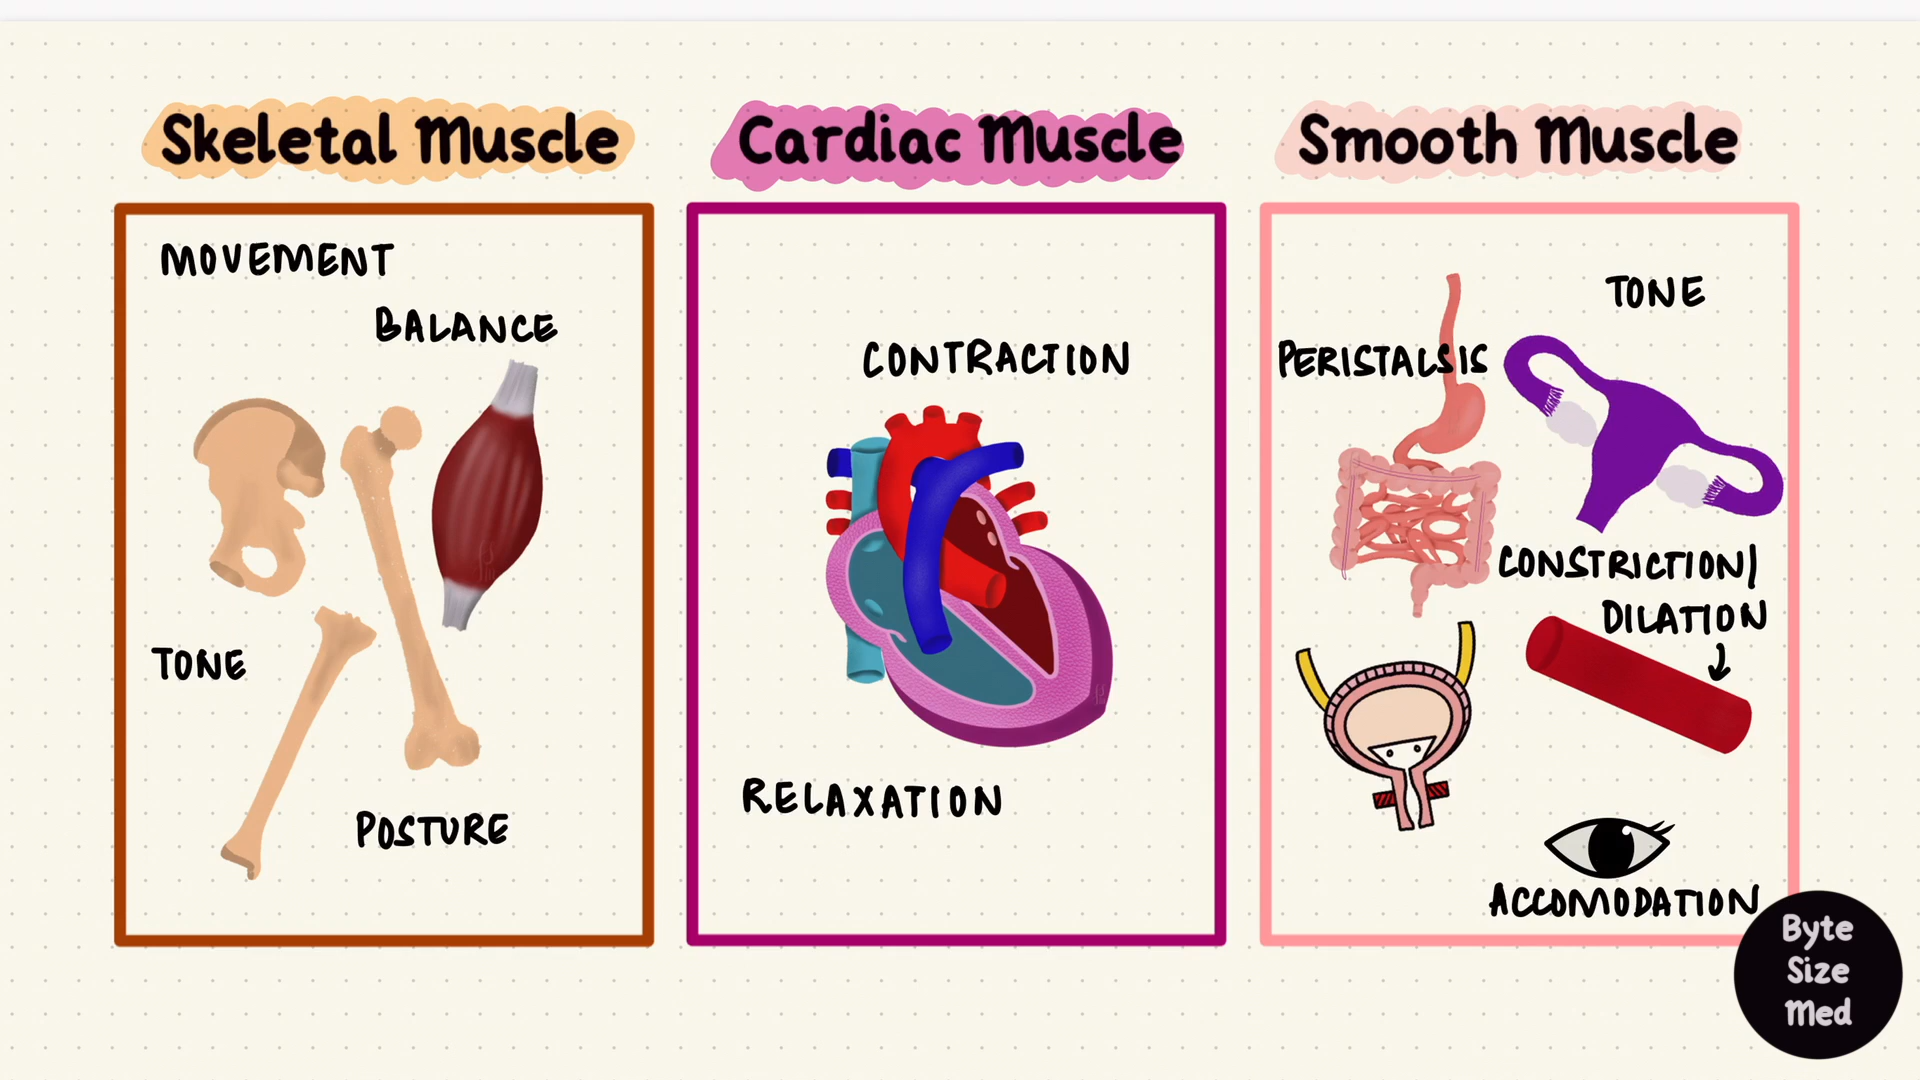 Skeletal Muscle
MOVEMENT
BALANCE
TONE
POSTURE
Cardiac Muscle
CONTRACTION
RELAXATION
Smooth Muscle
TONE
PERISTALSIS
CONSTRICTION/
DILATION
ACCOMODATION
Byte
Size
Med